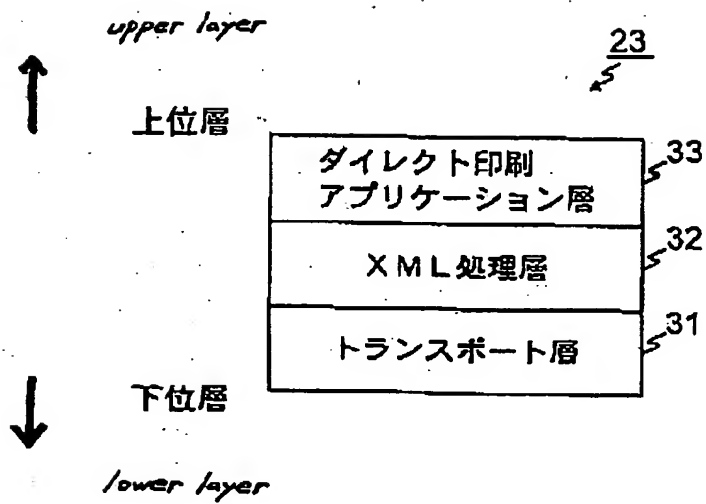 upper layer
23
上位層
ダイレクト印刷
アプリケーション層
33
XML処理層
32
トランスポート層
31
下位層
lower layer